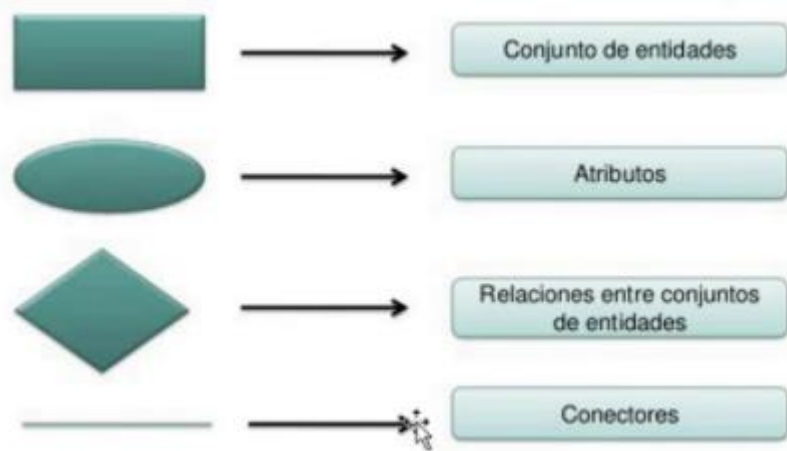 Conjunto de entidades
Atributos
Relaciones entre conjuntos
de entidades
Conectores